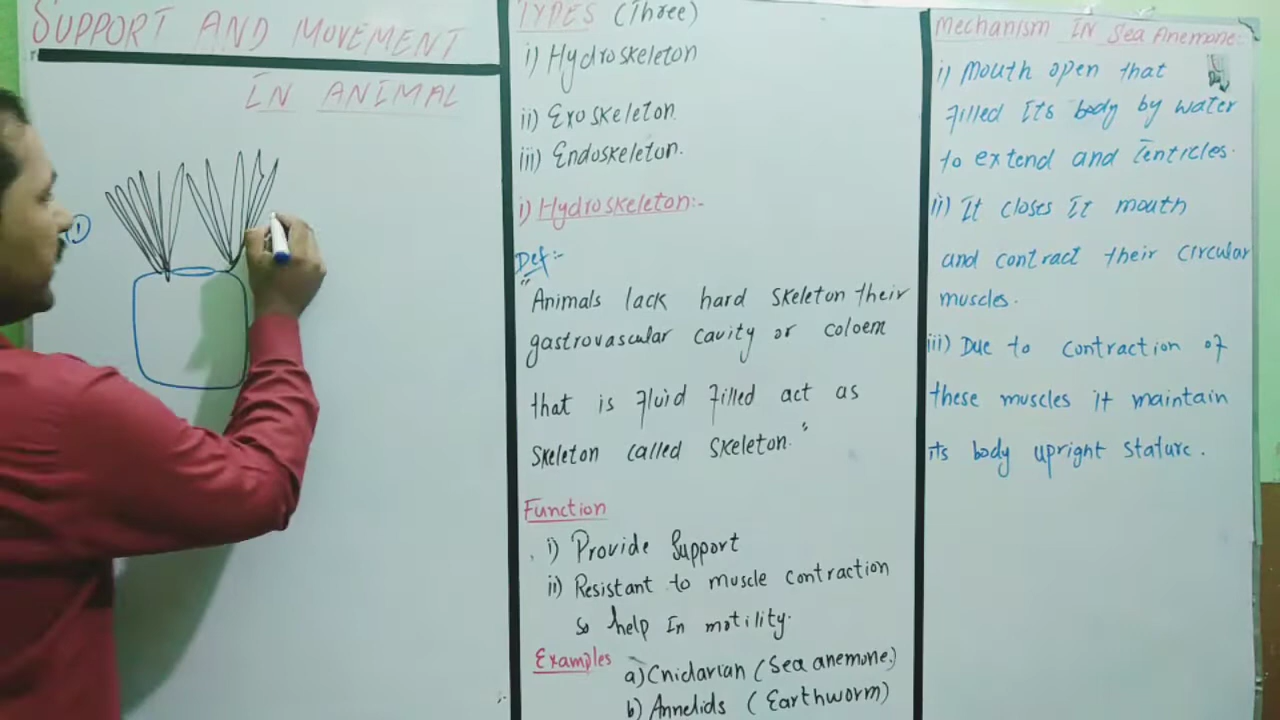 SUPPORT AND MOVEMENT
IN ANIMAL
1
TYPES (Three)
i) Hydroskeleton
ii) Exoskeleton.
iii) Endoskeleton.
i) Hydroskeleton:-
Def:-
"Animals lack hard skeleton their
gastrovascular cavity or coloem
that is fluid filled act as
skeleton called skeleton."
Function
i) Provide Support
ii) Resistant to muscle contraction
so help In motility.
Examples a) Cnidarian (Sea anemone)
b) Annelids (Earthworm)
Mechanism IN Sea Anemone:
i) Mouth open that
filled Its body by water
to extend and Tenticles.
ii) It closes It mouth
and contract their circular
muscles.
iii) Due to contraction of
these muscles it maintain
its body upright stature.